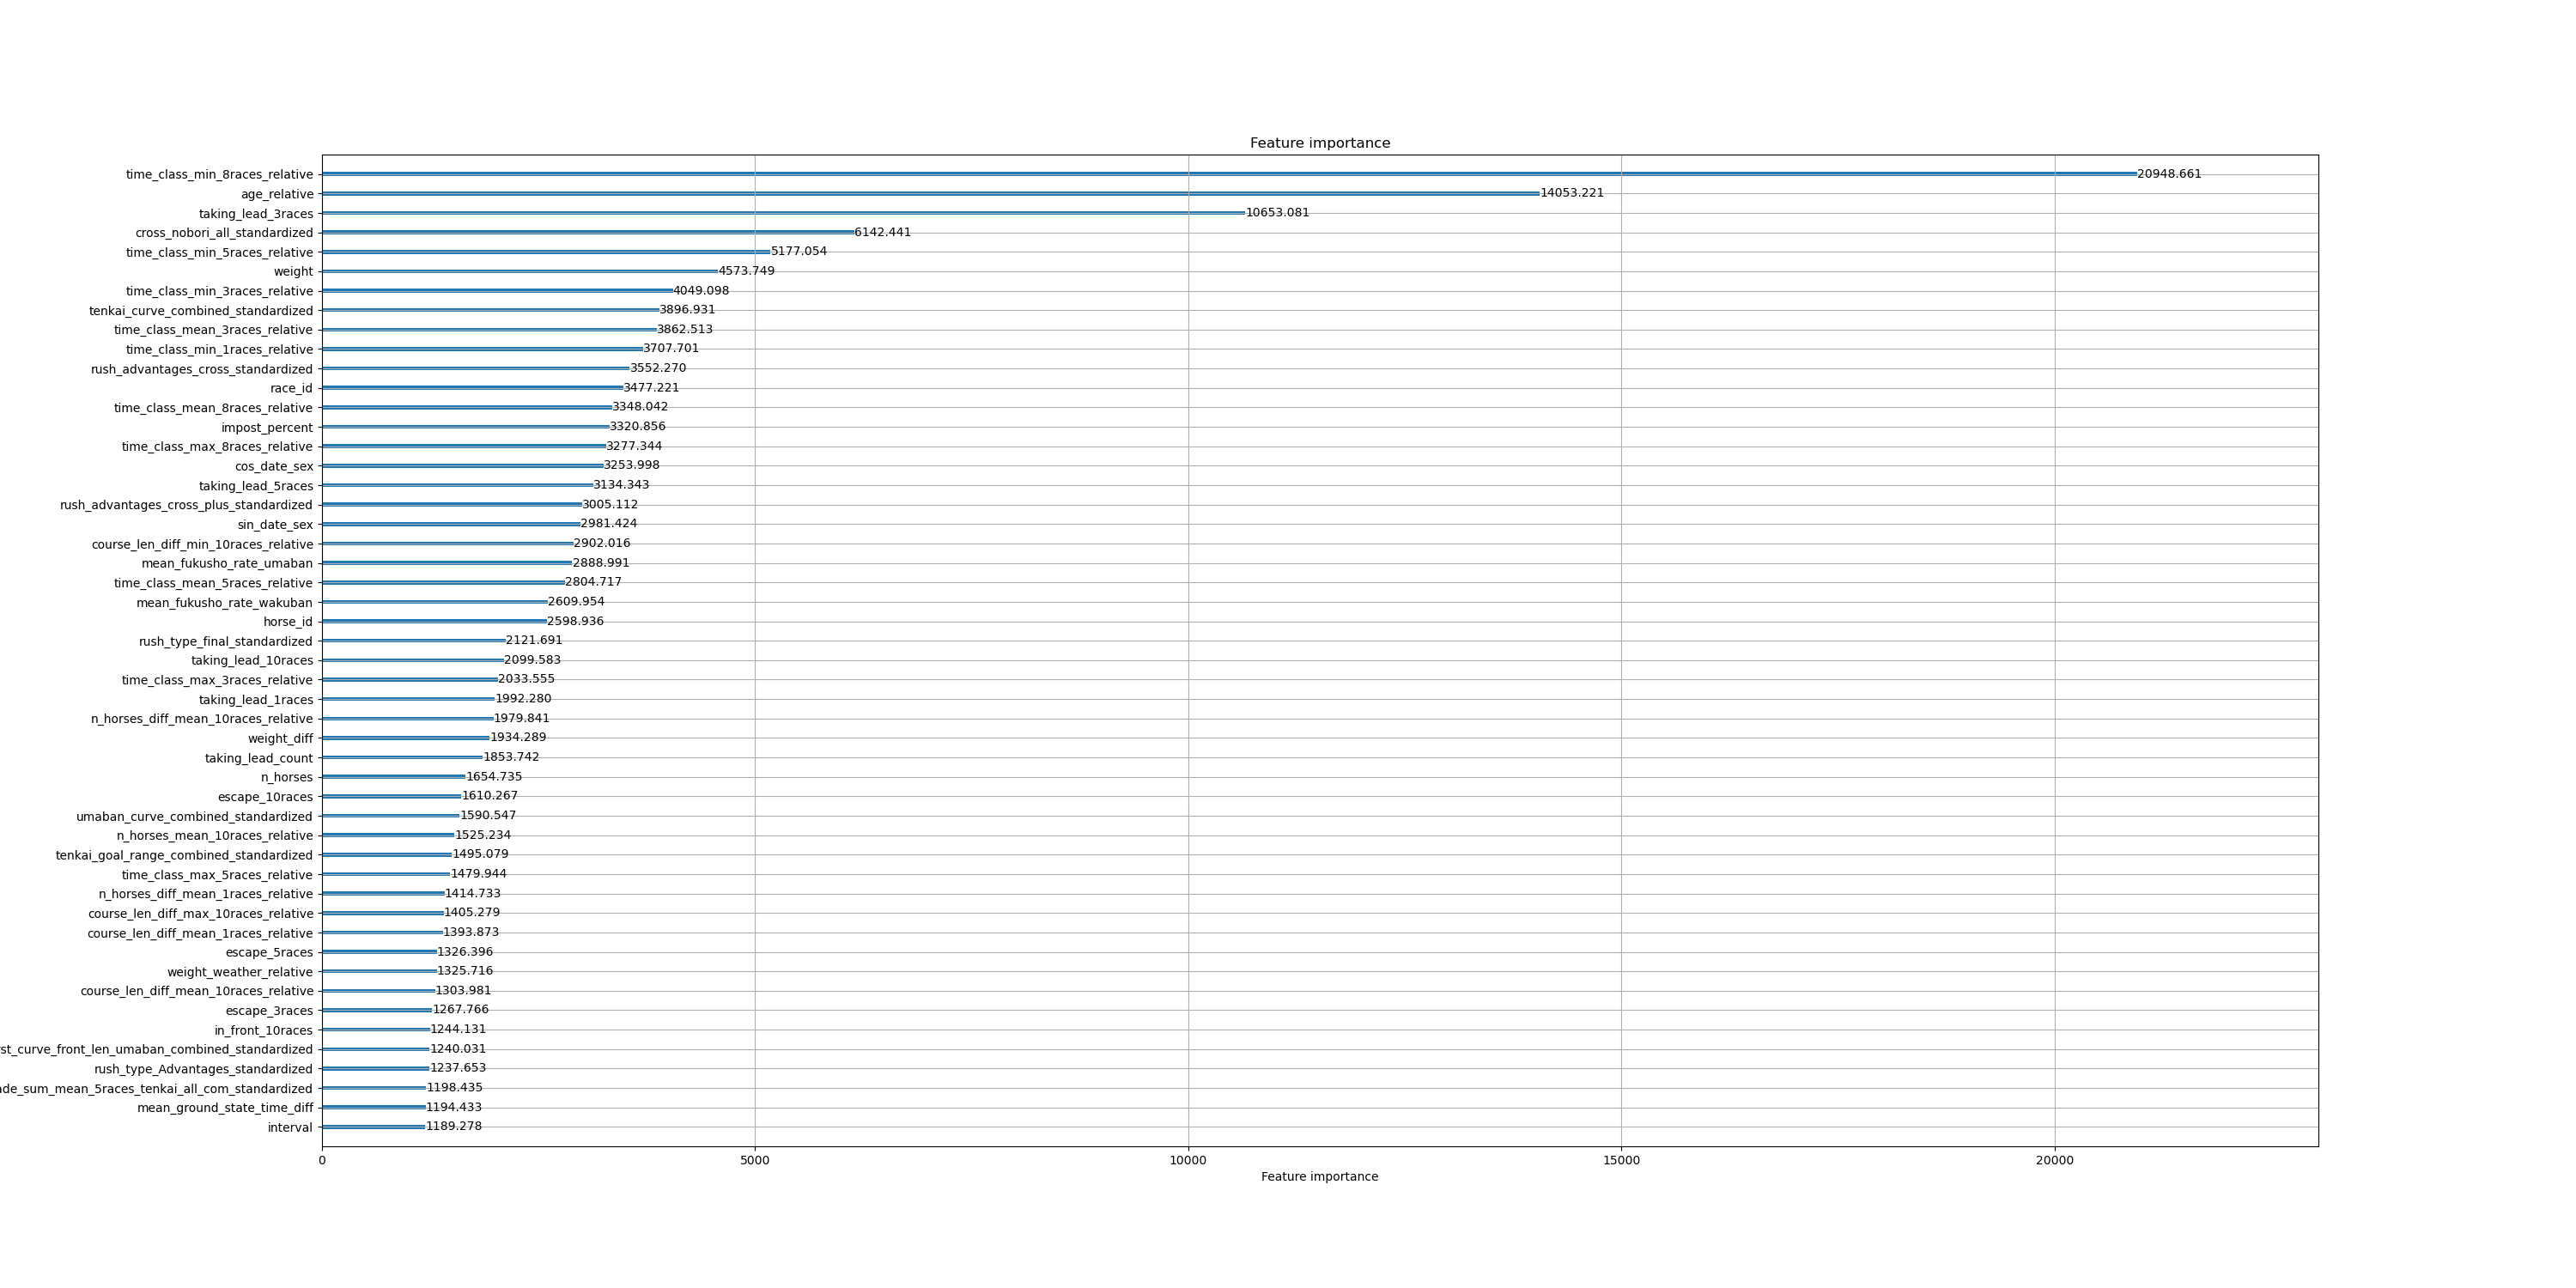 Feature importance
time_class_min_8races_relative 20948.661
age_relative 14053.221
taking_lead_3races 10653.081
cross_nobori_all_standardized 6142.441
time_class_min_5races_relative 5177.054
weight 4573.749
time_class_min_3races_relative 4049.098
tenkai_curve_combined_standardized 3896.931
time_class_mean_3races_relative 3862.513
time_class_min_1races_relative 3707.701
rush_advantages_cross_standardized 3552.270
race_id 3477.221
time_class_mean_8races_relative 3348.042
impost_percent 3320.856
time_class_max_8races_relative 3277.344
cos_date_sex 3253.998
taking_lead_5races 3134.343
rush_advantages_cross_plus_standardized 3005.112
sin_date_sex 2981.424
course_len_diff_min_10races_relative 2902.016
mean_fukusho_rate_umaban 2888.991
time_class_mean_5races_relative 2804.717
mean_fukusho_rate_wakuban 2609.954
horse_id 2598.936
rush_type_final_standardized 2121.691
taking_lead_10races 2099.583
time_class_max_3races_relative 2033.555
taking_lead_1races 1992.280
n_horses_diff_mean_10races_relative 1979.841
weight_diff 1934.289
taking_lead_count 1853.742
n_horses 1654.735
escape_10races 1610.267
umaban_curve_combined_standardized 1590.547
n_horses_mean_10races_relative 1525.234
tenkai_goal_range_combined_standardized 1495.079
time_class_max_5races_relative 1479.944
n_horses_diff_mean_1races_relative 1414.733
course_len_diff_max_10races_relative 1405.279
course_len_diff_mean_1races_relative 1393.873
escape_5races 1326.396
weight_weather_relative 1325.716
course_len_diff_mean_10races_relative 1303.981
escape_3races 1267.766
in_front_10races 1244.131
st_curve_front_len_umaban_combined_standardized 1240.031
rush_type_Advantages_standardized 1237.653
ade_sum_mean_5races_tenkai_all_com_standardized 1198.435
mean_ground_state_time_diff 1194.433
interval 1189.278
0 5000 10000 15000 20000
Feature importance